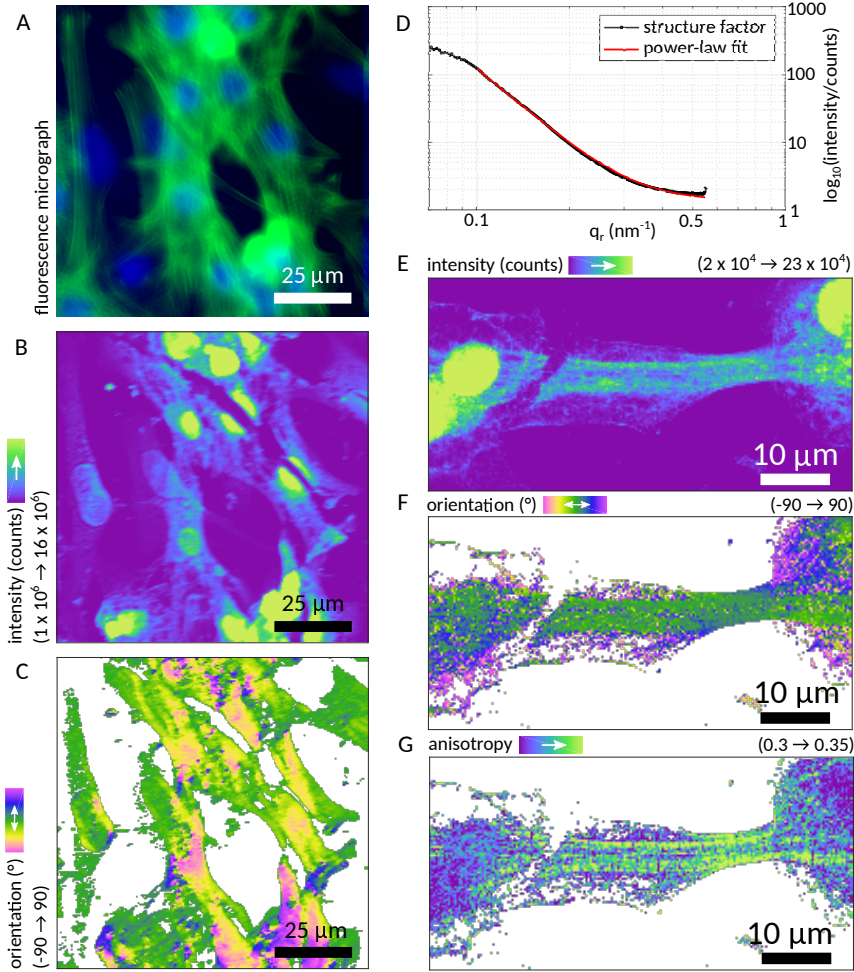 A
fluorescence micrograph
25 µm
B
intensity (counts)
(1 x 10⁶ → 16 x 10⁶)
25 µm
C
orientation (°)
(-90 → 90)
25 µm
D
structure factor
power-law fit
1000
100
10
1
log₁₀(intensity/counts)
0.1
0.5
1
qᵣ (nm⁻¹)
E intensity (counts) (2 x 10⁴ → 23 x 10⁴)
10 µm
F orientation (°) (-90 → 90)
10 µm
G anisotropy (0.3 → 0.35)
10 µm